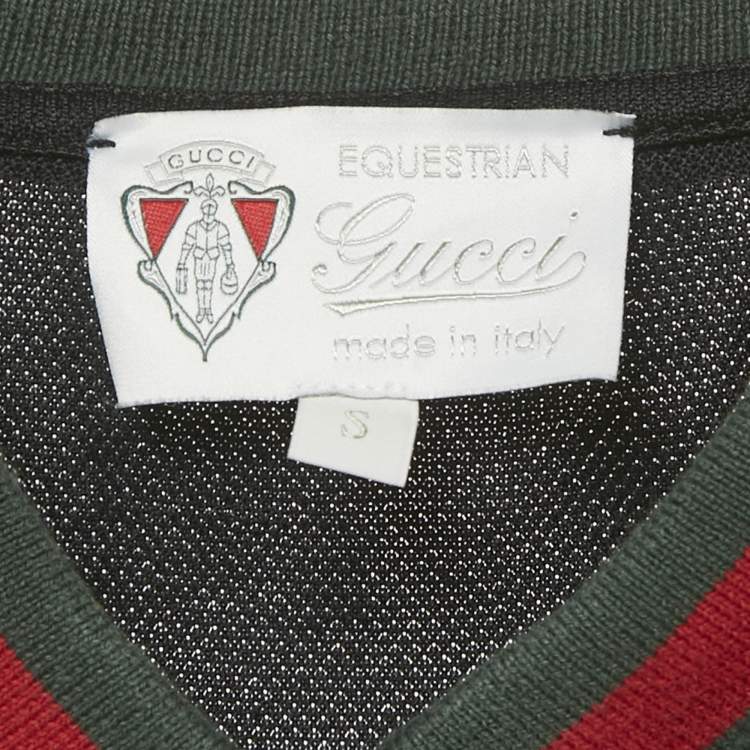 GUCCI
EQUESTRIAN
Gucci
made in italy
S